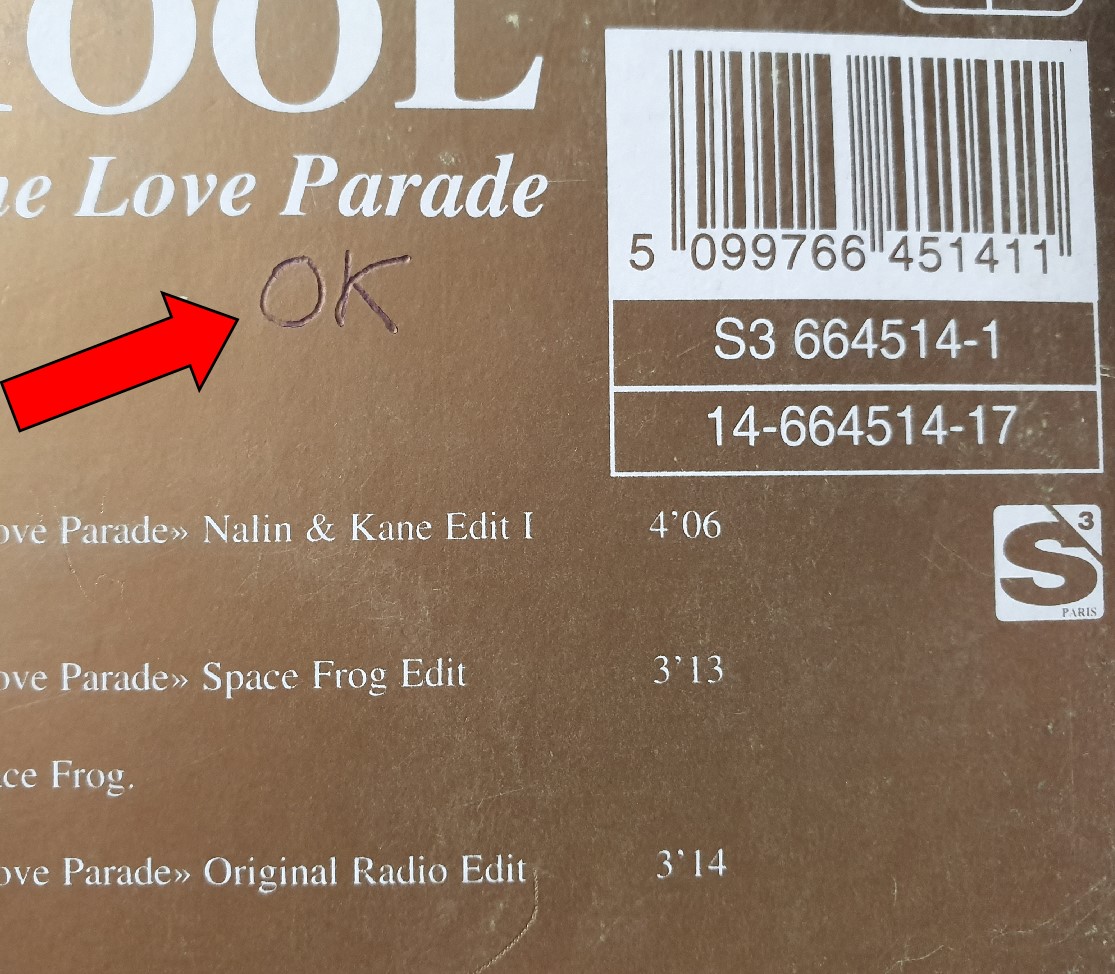 OOL
e Love Parade
OK
5 099766 451411
S3 664514-1
14-664514-17
ove Parade» Nalin & Kane Edit I 4’06
S3
PARIS
ove Parade» Space Frog Edit 3’13
ce Frog.
ove Parade» Original Radio Edit 3’14